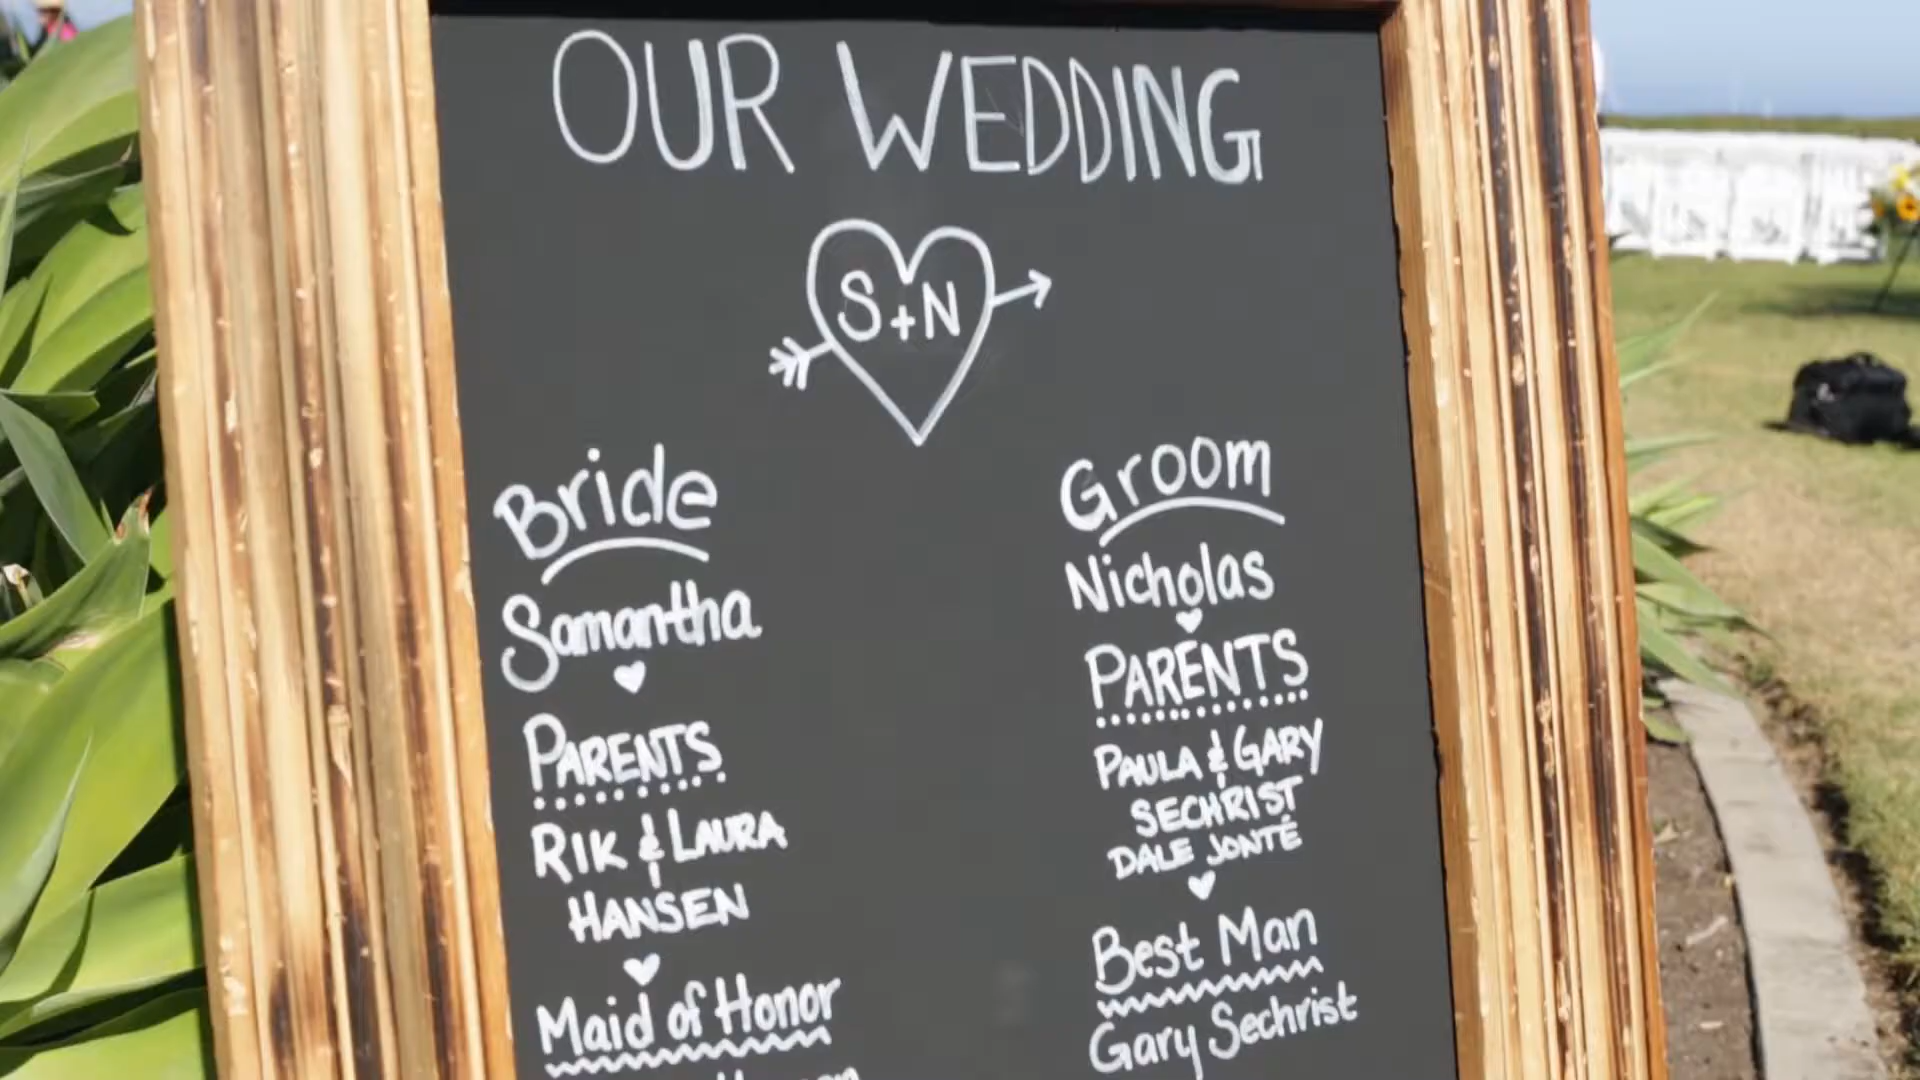 OUR WEDDING
S+N
Bride
Samantha
PARENTS
RIK & LAURA
HANSEN
Maid of Honor
Groom
Nicholas
PARENTS
PAULA & GARY
SECHRIST
DALE JONTÉ
Best Man
Gary Sechrist